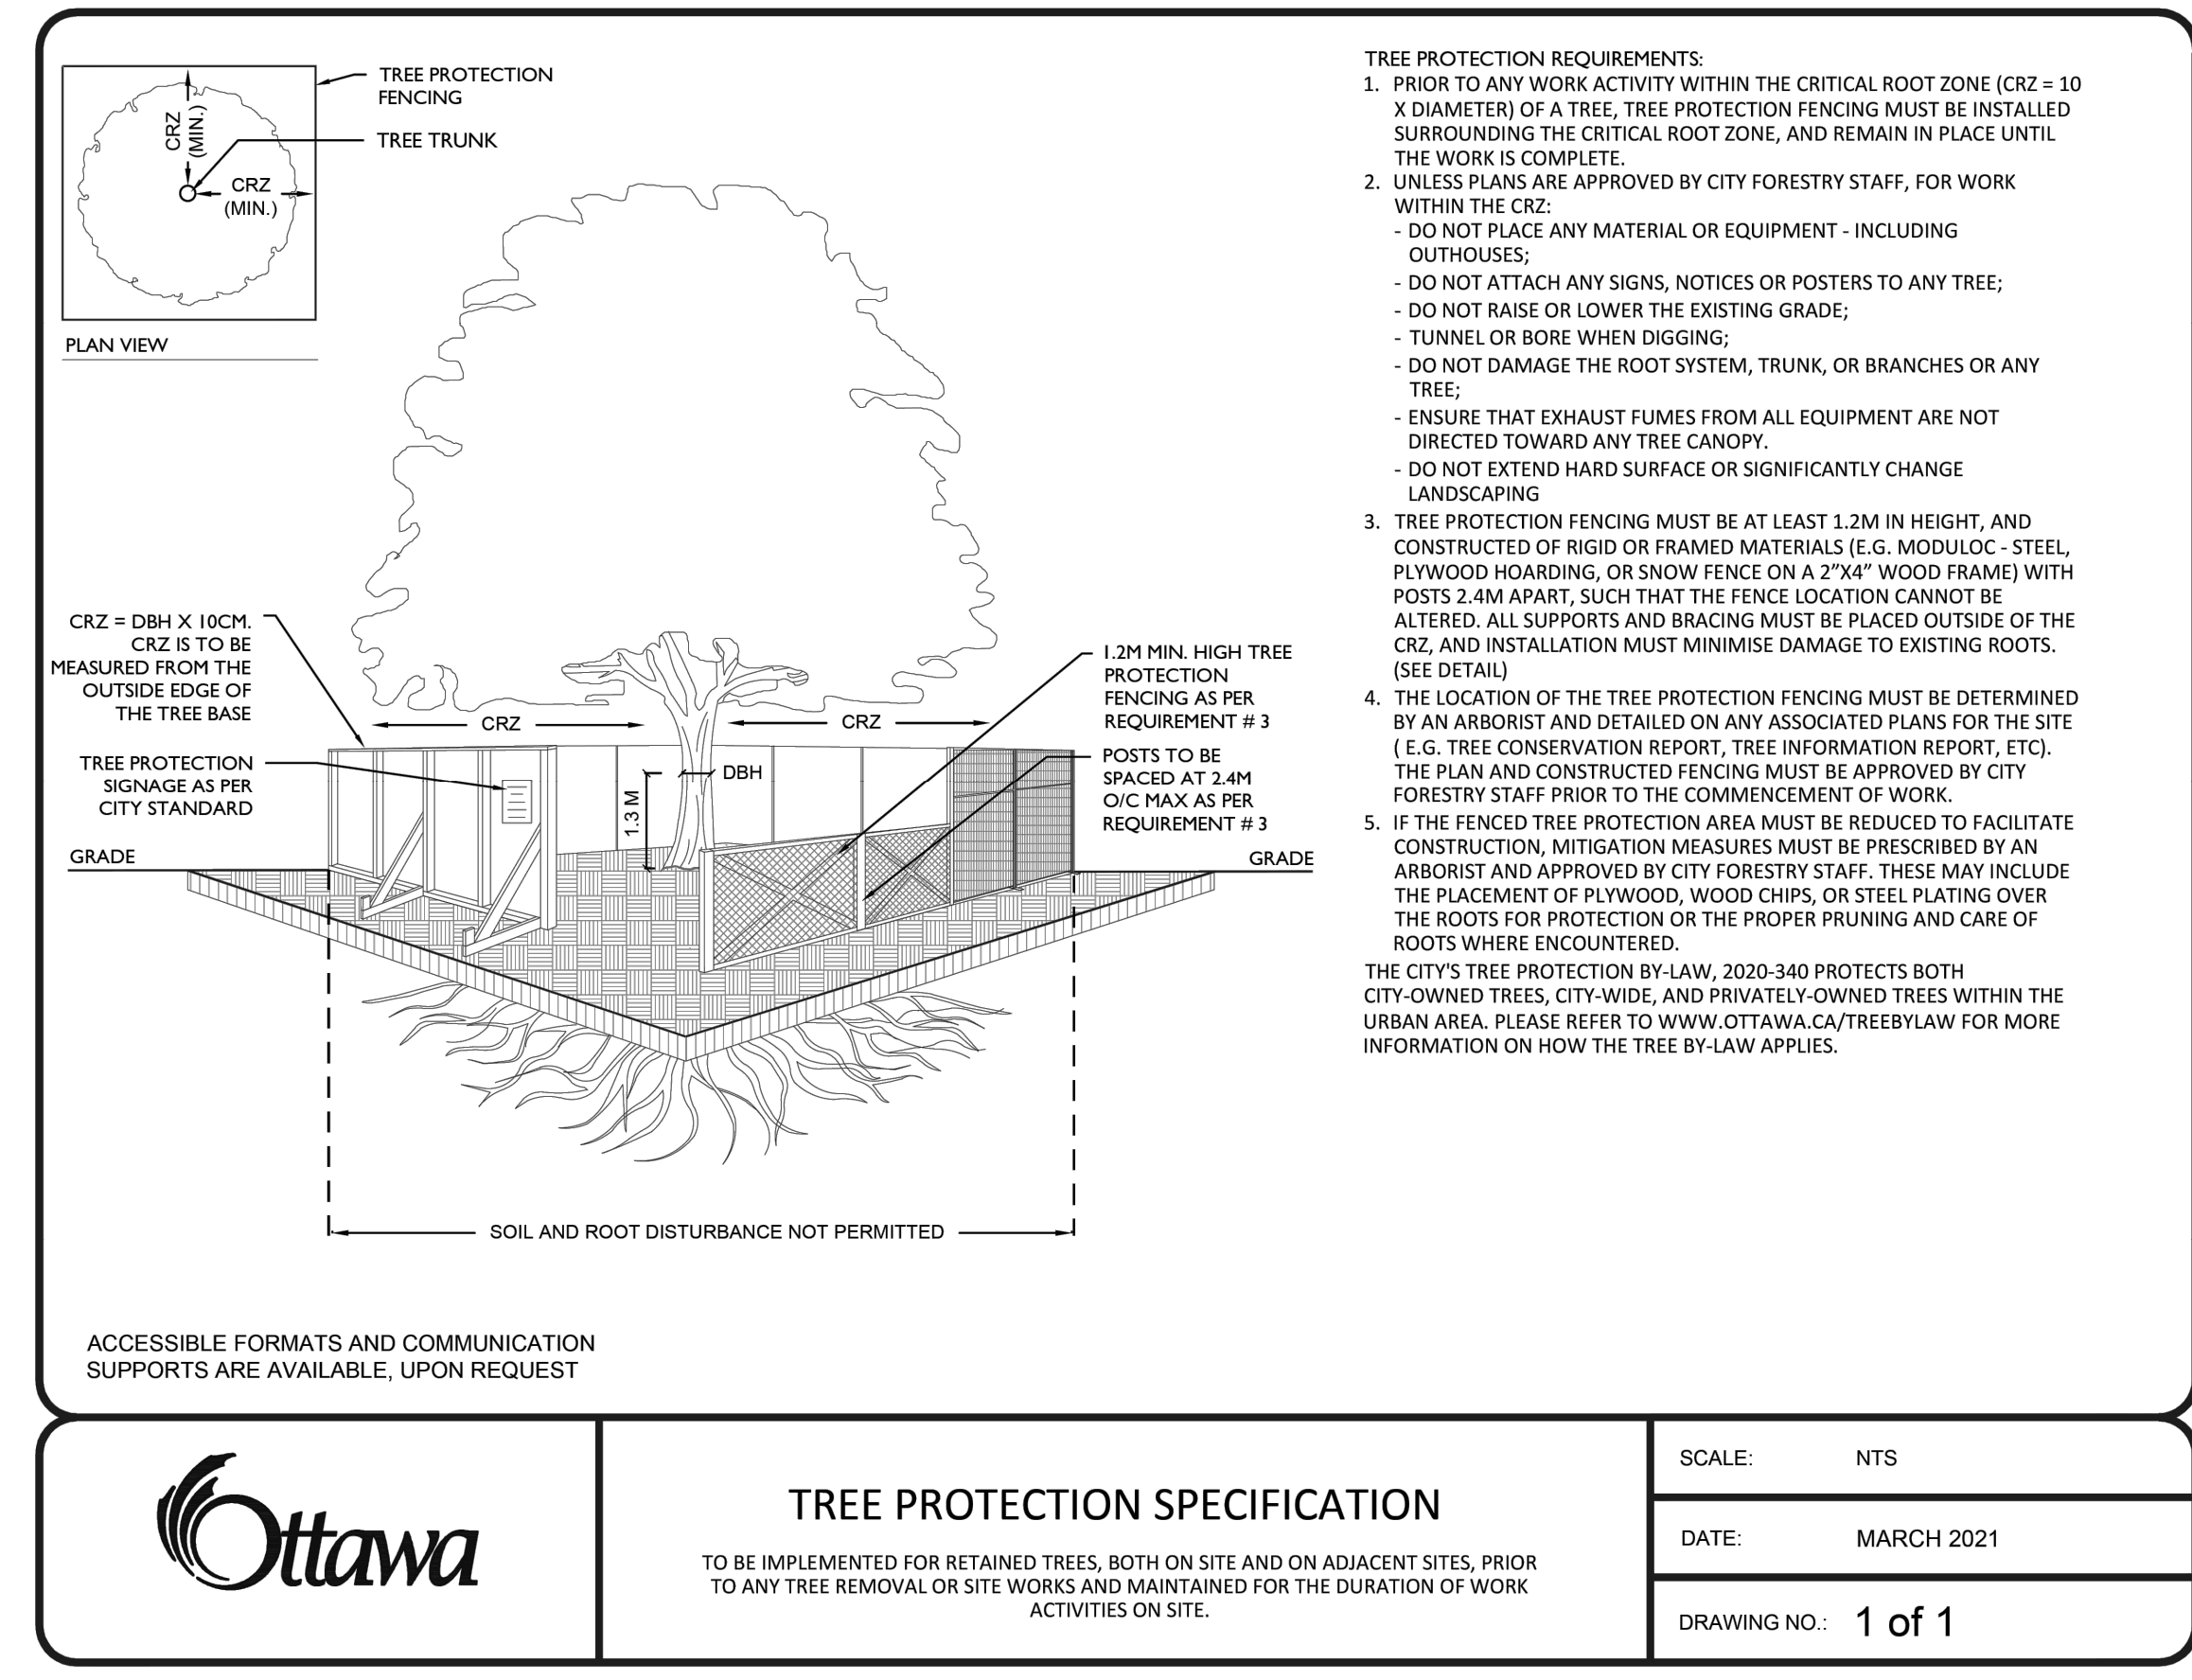 TREE PROTECTION
FENCING
TREE TRUNK
CRZ
(MIN.)
CRZ
(MIN.)
PLAN VIEW
CRZ = DBH X 10CM.
CRZ IS TO BE
MEASURED FROM THE
OUTSIDE EDGE OF
THE TREE BASE
TREE PROTECTION
SIGNAGE AS PER
CITY STANDARD
GRADE
CRZ
CRZ
DBH
1.3 M
1.2M MIN. HIGH TREE
PROTECTION
FENCING AS PER
REQUIREMENT # 3
POSTS TO BE
SPACED AT 2.4M
O/C MAX AS PER
REQUIREMENT # 3
GRADE
SOIL AND ROOT DISTURBANCE NOT PERMITTED
ACCESSIBLE FORMATS AND COMMUNICATION
SUPPORTS ARE AVAILABLE, UPON REQUEST
TREE PROTECTION REQUIREMENTS:
1. PRIOR TO ANY WORK ACTIVITY WITHIN THE CRITICAL ROOT ZONE (CRZ = 10
X DIAMETER) OF A TREE, TREE PROTECTION FENCING MUST BE INSTALLED
SURROUNDING THE CRITICAL ROOT ZONE, AND REMAIN IN PLACE UNTIL
THE WORK IS COMPLETE.
2. UNLESS PLANS ARE APPROVED BY CITY FORESTRY STAFF, FOR WORK
WITHIN THE CRZ:
- DO NOT PLACE ANY MATERIAL OR EQUIPMENT - INCLUDING
OUTHOUSES;
- DO NOT ATTACH ANY SIGNS, NOTICES OR POSTERS TO ANY TREE;
- DO NOT RAISE OR LOWER THE EXISTING GRADE;
- TUNNEL OR BORE WHEN DIGGING;
- DO NOT DAMAGE THE ROOT SYSTEM, TRUNK, OR BRANCHES OR ANY
TREE;
- ENSURE THAT EXHAUST FUMES FROM ALL EQUIPMENT ARE NOT
DIRECTED TOWARD ANY TREE CANOPY.
- DO NOT EXTEND HARD SURFACE OR SIGNIFICANTLY CHANGE
LANDSCAPING
3. TREE PROTECTION FENCING MUST BE AT LEAST 1.2M IN HEIGHT, AND
CONSTRUCTED OF RIGID OR FRAMED MATERIALS (E.G. MODULOC - STEEL,
PLYWOOD HOARDING, OR SNOW FENCE ON A 2”X4” WOOD FRAME) WITH
POSTS 2.4M APART, SUCH THAT THE FENCE LOCATION CANNOT BE
ALTERED. ALL SUPPORTS AND BRACING MUST BE PLACED OUTSIDE OF THE
CRZ, AND INSTALLATION MUST MINIMISE DAMAGE TO EXISTING ROOTS.
(SEE DETAIL)
4. THE LOCATION OF THE TREE PROTECTION FENCING MUST BE DETERMINED
BY AN ARBORIST AND DETAILED ON ANY ASSOCIATED PLANS FOR THE SITE
( E.G. TREE CONSERVATION REPORT, TREE INFORMATION REPORT, ETC).
THE PLAN AND CONSTRUCTED FENCING MUST BE APPROVED BY CITY
FORESTRY STAFF PRIOR TO THE COMMENCEMENT OF WORK.
5. IF THE FENCED TREE PROTECTION AREA MUST BE REDUCED TO FACILITATE
CONSTRUCTION, MITIGATION MEASURES MUST BE PRESCRIBED BY AN
ARBORIST AND APPROVED BY CITY FORESTRY STAFF. THESE MAY INCLUDE
THE PLACEMENT OF PLYWOOD, WOOD CHIPS, OR STEEL PLATING OVER
THE ROOTS FOR PROTECTION OR THE PROPER PRUNING AND CARE OF
ROOTS WHERE ENCOUNTERED.
THE CITY'S TREE PROTECTION BY-LAW, 2020-340 PROTECTS BOTH
CITY-OWNED TREES, CITY-WIDE, AND PRIVATELY-OWNED TREES WITHIN THE
URBAN AREA. PLEASE REFER TO WWW.OTTAWA.CA/TREEBYLAW FOR MORE
INFORMATION ON HOW THE TREE BY-LAW APPLIES.
Ottawa
TREE PROTECTION SPECIFICATION
TO BE IMPLEMENTED FOR RETAINED TREES, BOTH ON SITE AND ON ADJACENT SITES, PRIOR
TO ANY TREE REMOVAL OR SITE WORKS AND MAINTAINED FOR THE DURATION OF WORK
ACTIVITIES ON SITE.
SCALE: NTS
DATE: MARCH 2021
DRAWING NO.: 1 of 1